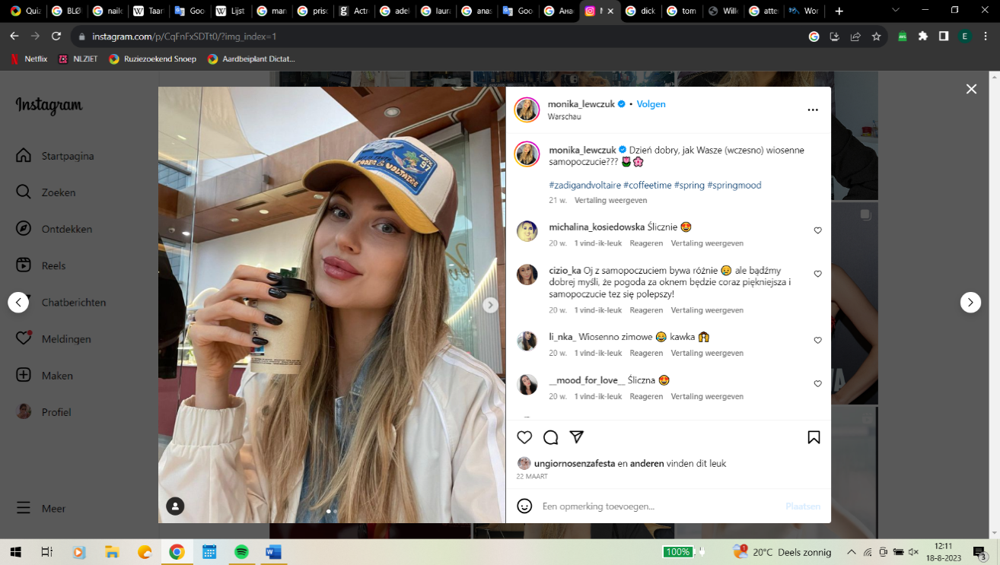 Quiz
BLØ
naile
Taar
Goo
Lijst
man
prisc
Actr
adel
laura
anas
Goo
Ана
dick
tom
Wille
atte
Wor
instagram.com/p/CqFnFxSDTt0/?img_index=1
E
Netflix
NLZIET
Ruziezoekend Snoep
Aardbeiplant Dictat...
Instagram
Startpagina
Zoeken
Ontdekken
Reels
Chatberichten
Meldingen
Maken
Profiel
Meer
LEFT 97
& VOLTAIRE
monika_lewczuk • Volgen
Warschau
monika_lewczuk Dzień dobry, jak Wasze (wczesno) wiosenne
samopoczucie??? 🌷🌸
#zadigandvoltaire #coffeetime #spring #springmood
21 w. Vertaling weergeven
michalina_kosiedowska Ślicznie 😍
20 w. 1 vind-ik-leuk Reageren Vertaling weergeven
cizio_ka Oj z samopoczuciem bywa różnie 😥 ale bądźmy
dobrej myśli, że pogoda za oknem będzie coraz piękniejsza i
samopoczucie tez się polepszy!
20 w. 1 vind-ik-leuk Reageren Vertaling weergeven
li_nka_ Wiosenno zimowe 😂 kawka 🙌
20 w. 1 vind-ik-leuk Reageren Vertaling weergeven
__mood_for_love__ Śliczna 😍
20 w. 1 vind-ik-leuk Reageren Vertaling weergeven
ungiornosenzafesta en anderen vinden dit leuk
22 MAART
Een opmerking toevoegen...
Plaatsen
100%
1
20°C Deels zonnig
12:11
18-8-2023
3